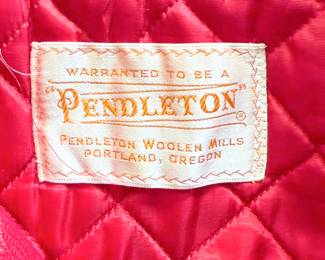 WARRANTED TO BE A
"PENDLETON"®
PENDLETON WOOLEN MILLS
PORTLAND, OREGON